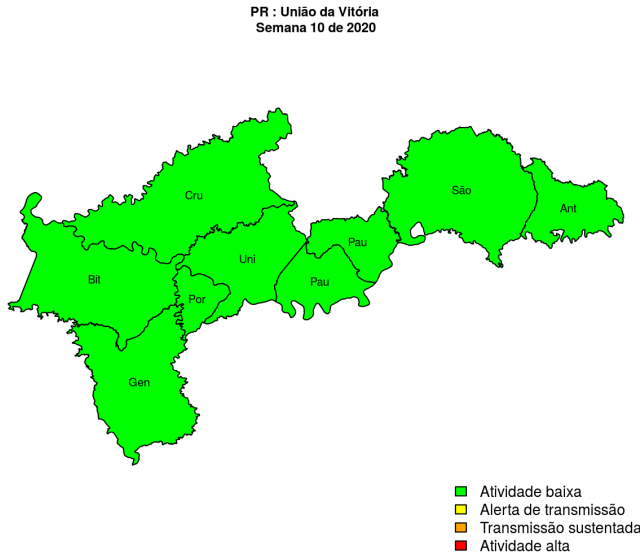 PR : União da Vitória
Semana 10 de 2020
Cru
São
Ant
Pau
Uni
Bit
Pau
Por
Gen
Atividade baixa
Alerta de transmissão
Transmissão sustentada
Atividade alta